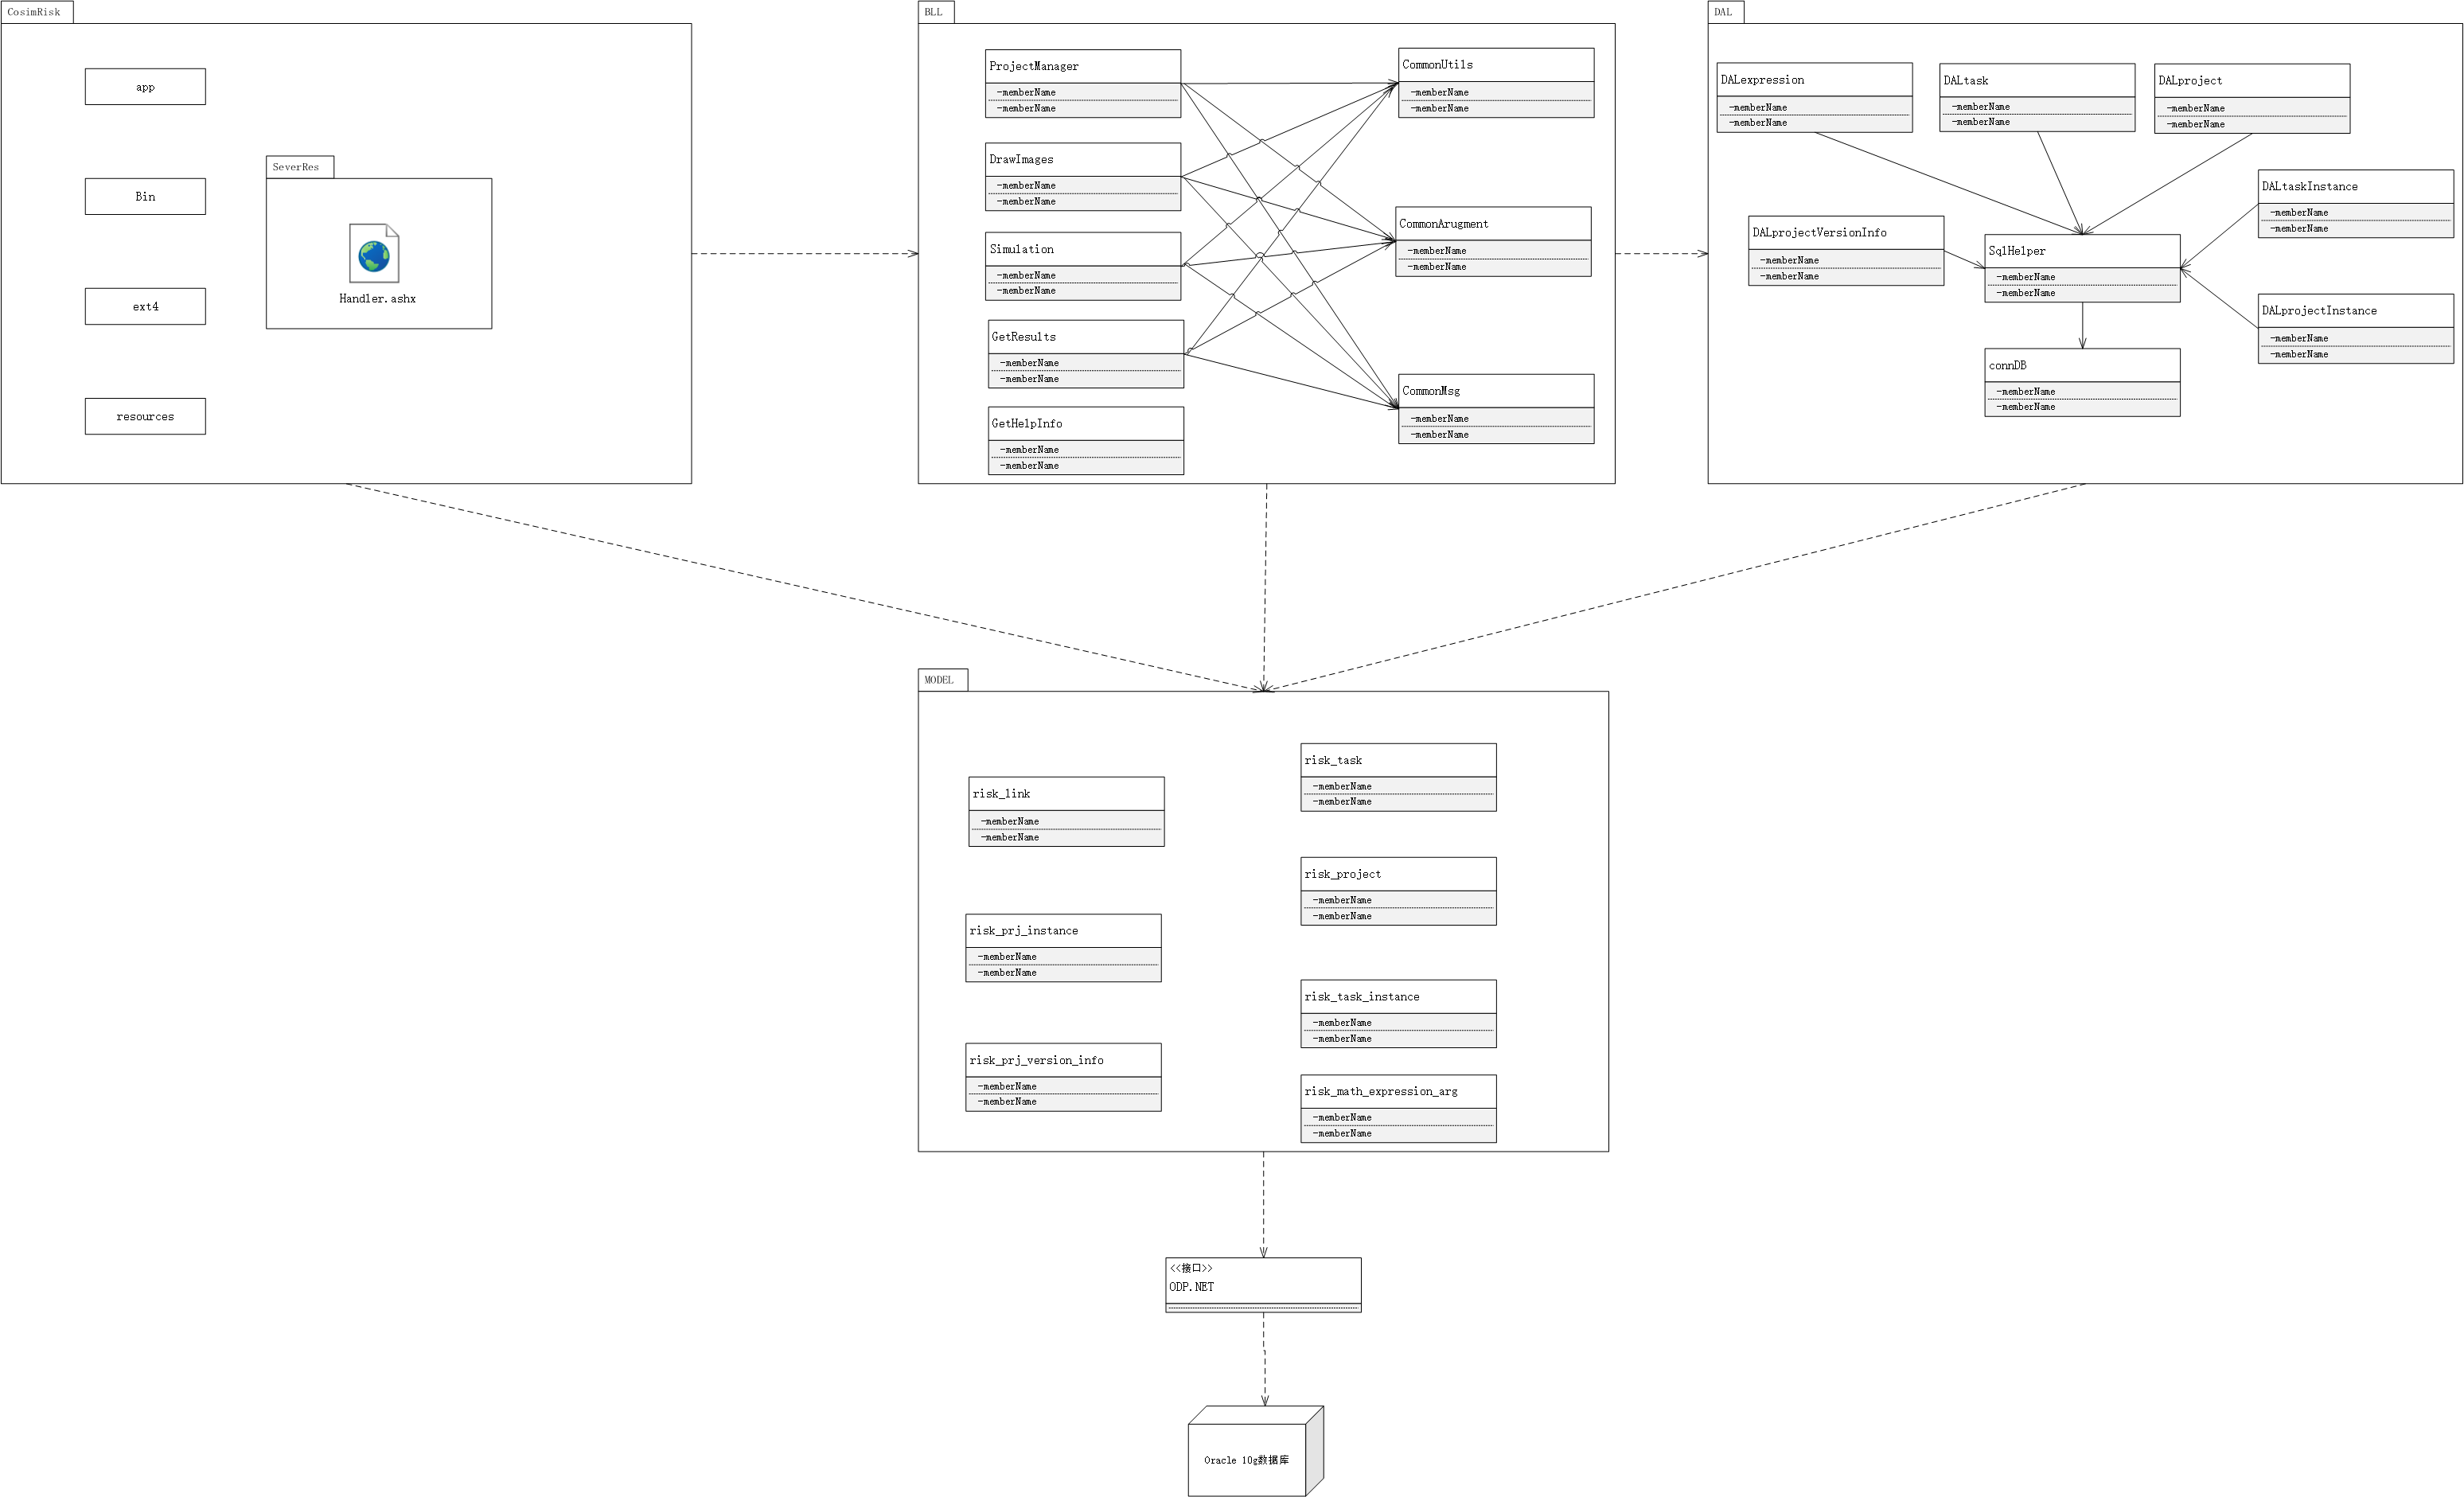 CosimRisk
app
Bin
ext4
resources
SeverRes
Handler.ashx
BLL
ProjectManager
-memberName
-memberName
DrawImages
-memberName
-memberName
Simulation
-memberName
-memberName
GetResults
-memberName
-memberName
GetHelpInfo
-memberName
-memberName
CommonUtils
-memberName
-memberName
CommonArugment
-memberName
-memberName
CommonMsg
-memberName
-memberName
DAL
DALexpression
-memberName
-memberName
DALtask
-memberName
-memberName
DALproject
-memberName
-memberName
DALprojectVersionInfo
-memberName
-memberName
SqlHelper
-memberName
-memberName
DALtaskInstance
-memberName
-memberName
DALprojectInstance
-memberName
-memberName
connDB
-memberName
-memberName
MODEL
risk_link
-memberName
-memberName
risk_prj_instance
-memberName
-memberName
risk_prj_version_info
-memberName
-memberName
risk_task
-memberName
-memberName
risk_project
-memberName
-memberName
risk_task_instance
-memberName
-memberName
risk_math_expression_arg
-memberName
-memberName
<<接口>>
ODP.NET
Oracle 10g数据库